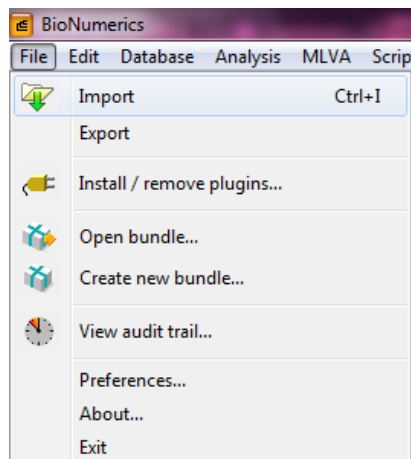 BioNumerics
File Edit Database Analysis MLVA Scrip
Import Ctrl+I
Export
Install / remove plugins...
Open bundle...
Create new bundle...
View audit trail...
Preferences...
About...
Exit